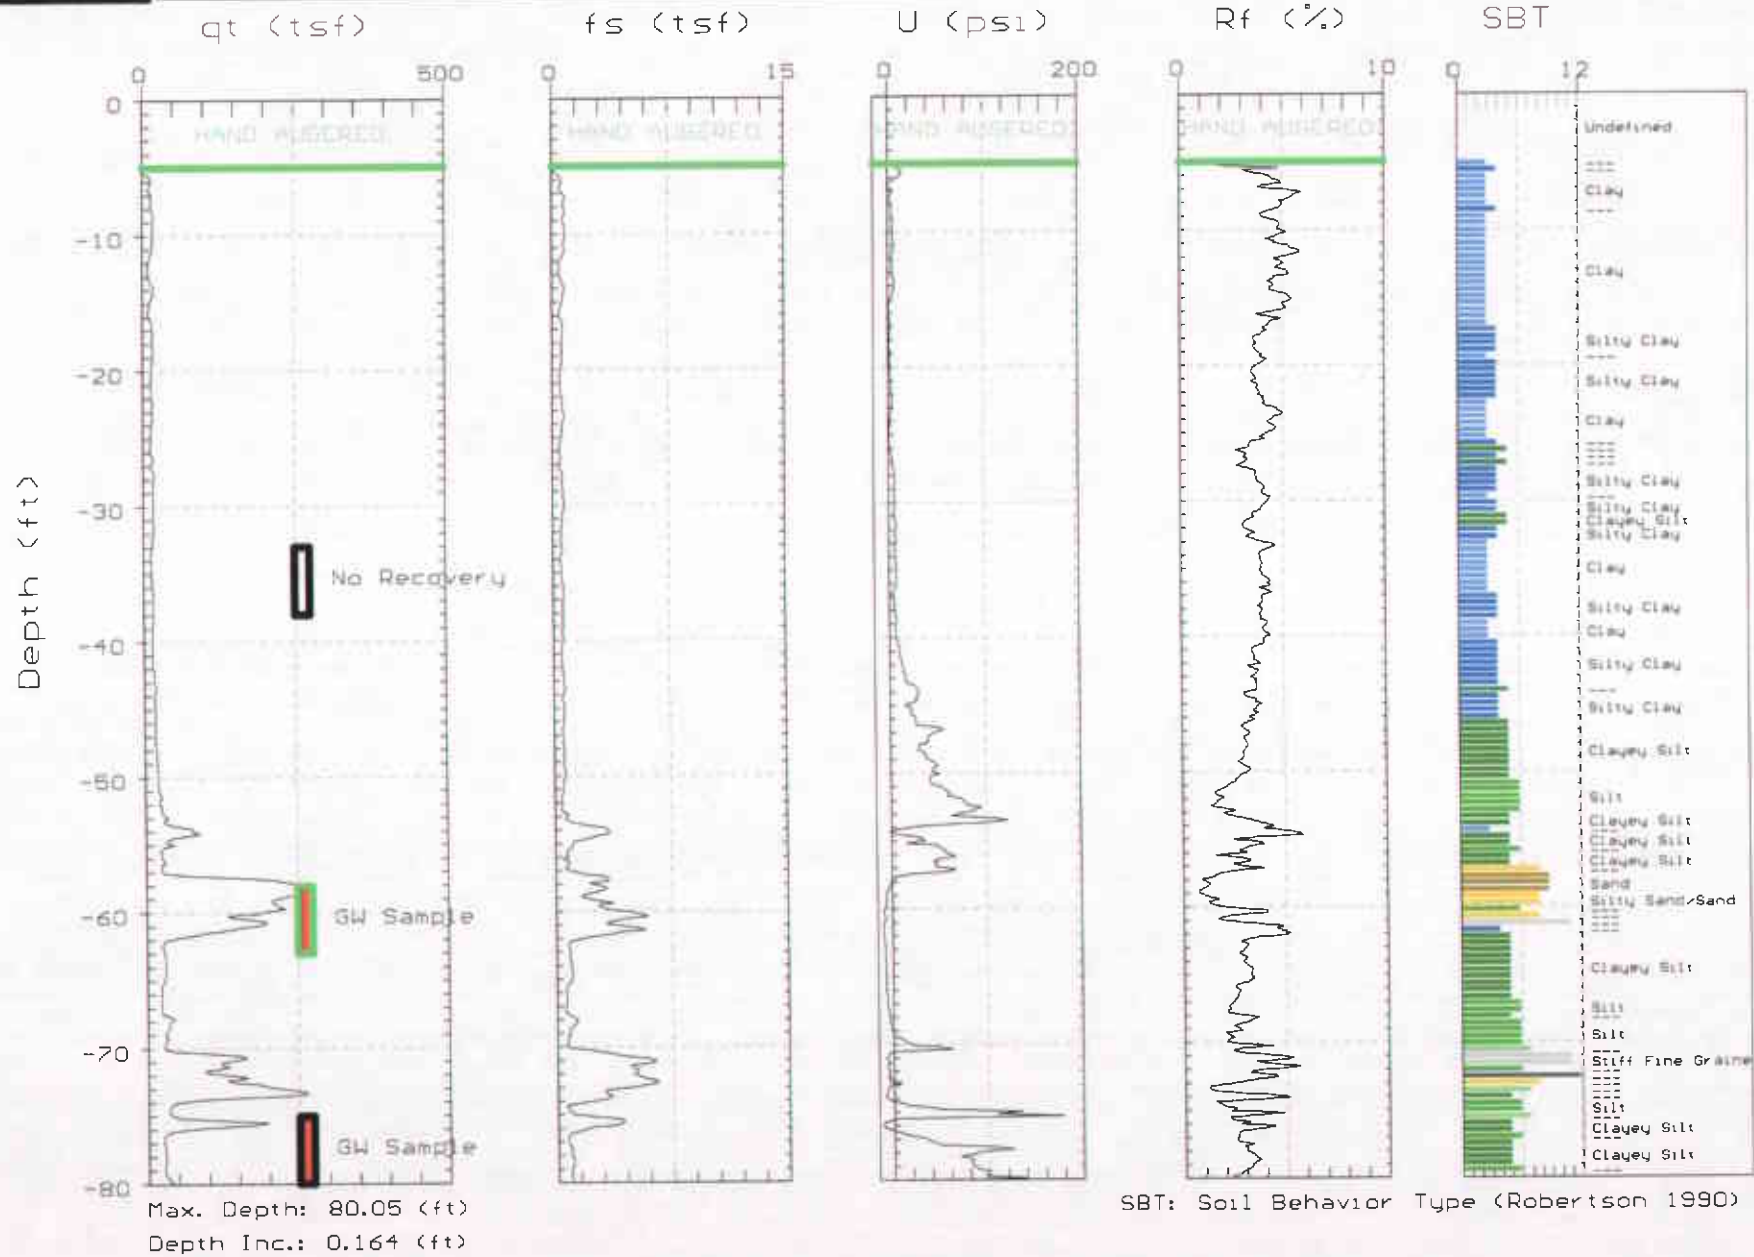 qt (tsf)
fs (tsf)
U (psi)
Rf (%)
SBT
0 500
0 15
0 200
0 10
0 12
Depth (ft)
0
-10
-20
-30
-40
-50
-60
-70
-80
HAND AUGERED
HAND AUGERED
HAND AUGERED
HAND AUGERED
No Recovery
GW Sample
GW Sample
Undefined
---
Clay
---
Clay
Silty Clay
---
Silty Clay
Clay
---
---
---
Silty Clay
---
Silty Clay
Clayey Silt
Silty Clay
Clay
Silty Clay
Clay
Silty Clay
---
Silty Clay
Clayey Silt
Silt
Clayey Silt
---
Clayey Silt
---
Clayey Silt
---
Sand
Silty Sand/Sand
---
---
---
Clayey Silt
Silt
---
Silt
---
Stiff Fine Graine
---
---
---
---
---
Silt
---
Clayey Silt
---
Clayey Silt
---
Max. Depth: 80.05 (ft)
Depth Inc.: 0.164 (ft)
SBT: Soil Behavior Type (Robertson 1990)